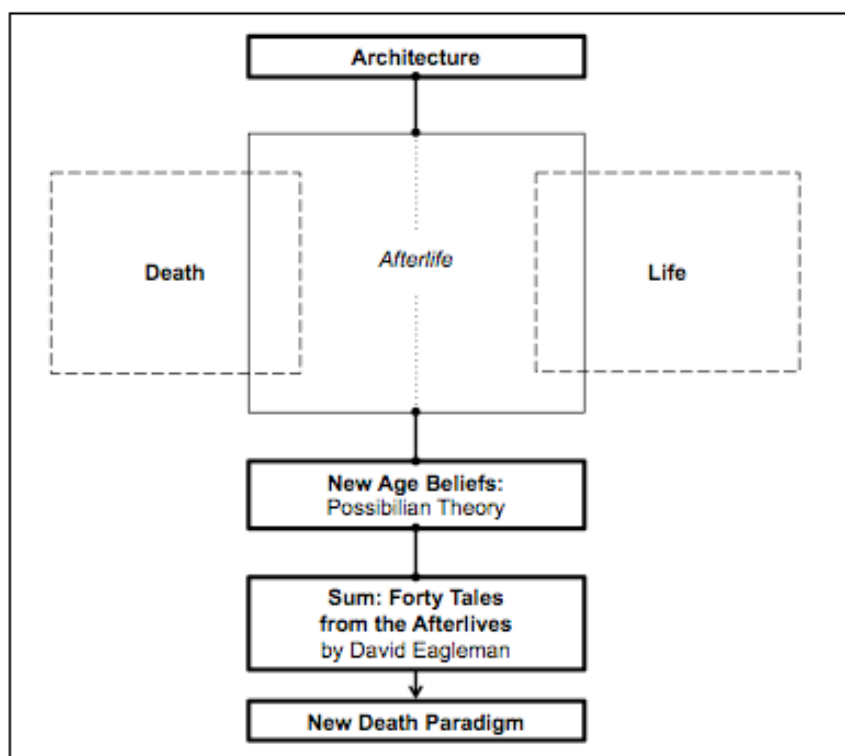 Architecture
Death
Afterlife
Life
New Age Beliefs:
Possibilian Theory
Sum: Forty Tales
from the Afterlives
by David Eagleman
New Death Paradigm